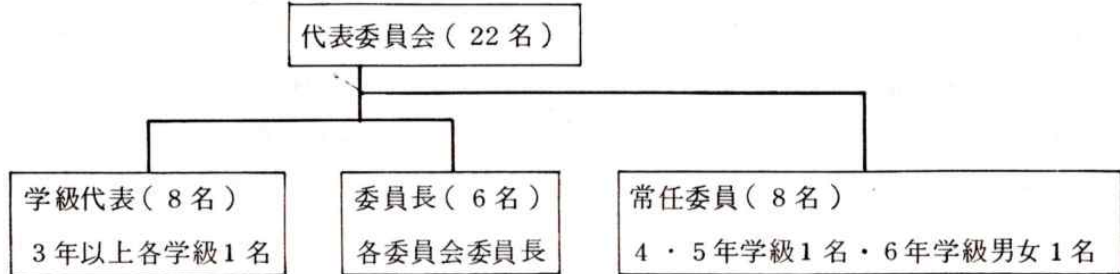 代表委員会(22名)
学級代表(8名)
3年以上各学級1名
委員長(6名)
各委員会委員長
常任委員(8名)
4・5年学級1名・6年学級男女1名